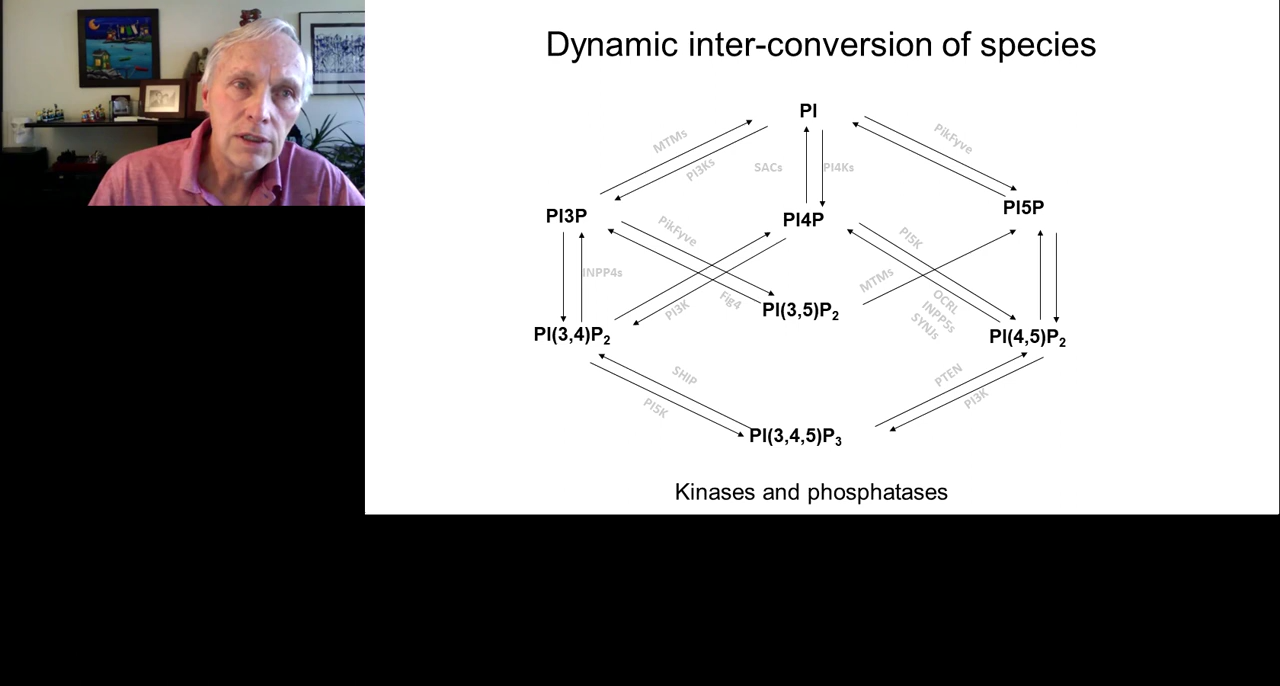 Dynamic inter-conversion of species
PI
MTMs
PI3Ks
SACs
PI4Ks
PikFyve
PI3P
PI4P
PI5P
PikFyve
PI5K
INPP4s
Fig4
PI3K
MTMs
OCRL
INPP5s
SYNJs
PI(3,5)P₂
PI(3,4)P₂
PI(4,5)P₂
SHIP
PI5K
PTEN
PI3K
PI(3,4,5)P₃
Kinases and phosphatases